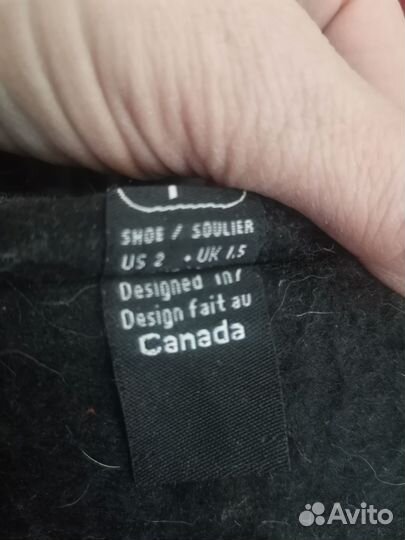 SHOE / SOULIER
US 2 • UK 1.5
Designed in/
Design fait au
Canada
Avito